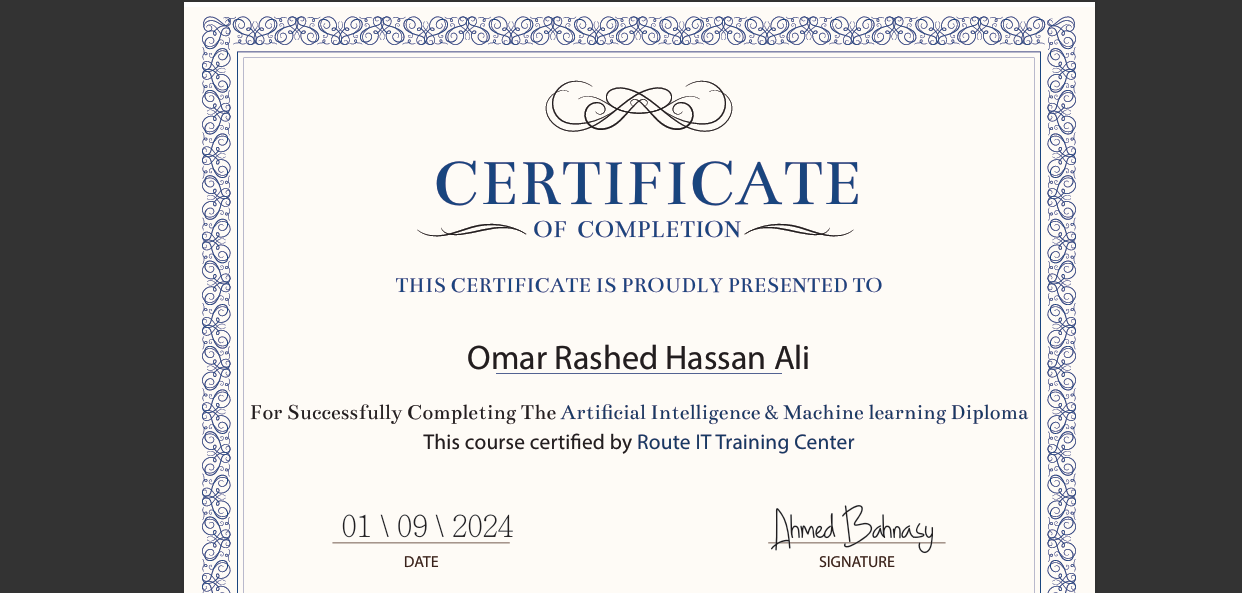 CERTIFICATE
OF COMPLETION
THIS CERTIFICATE IS PROUDLY PRESENTED TO
Omar Rashed Hassan Ali
For Successfully Completing The Artificial Intelligence & Machine learning Diploma
This course certified by Route IT Training Center
01 \ 09 \ 2024
Ahmed Bahnasy
DATE
SIGNATURE